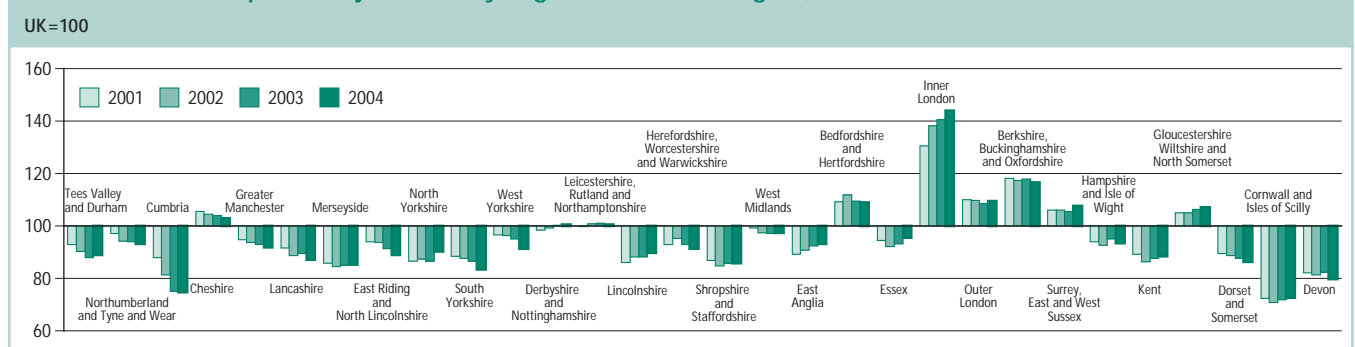 UK=100
160
140
120
100
80
60
2001 2002 2003 2004
Tees Valley
and Durham
Northumberland
and Tyne and Wear
Cumbria
Cheshire
Greater
Manchester
Lancashire
Merseyside
East Riding
and
North Lincolnshire
North
Yorkshire
South
Yorkshire
West
Yorkshire
Derbyshire
and
Nottinghamshire
Leicestershire,
Rutland and
Northamptonshire
Lincolnshire
Herefordshire,
Worcestershire
and Warwickshire
Shropshire
and
Staffordshire
West
Midlands
East
Anglia
Bedfordshire
and
Hertfordshire
Essex
Inner
London
Outer
London
Berkshire,
Buckinghamshire
and Oxfordshire
Surrey,
East and West
Sussex
Hampshire
and Isle of
Wight
Kent
Gloucestershire
Wiltshire and
North Somerset
Dorset
and
Somerset
Cornwall and
Isles of Scilly
Devon